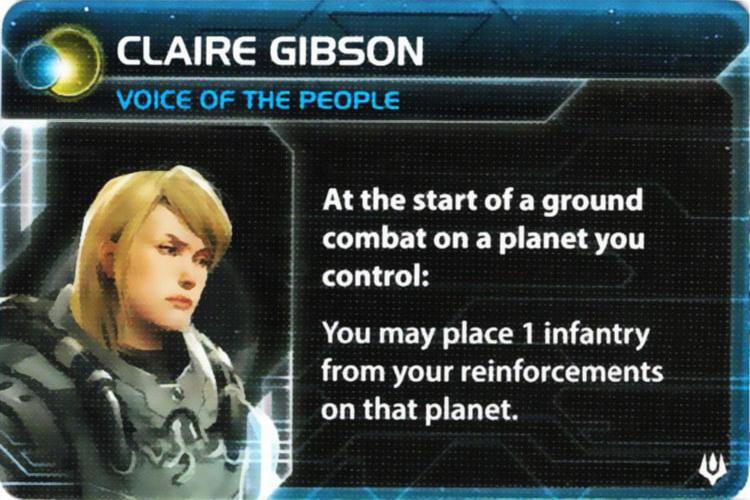 CLAIRE GIBSON
VOICE OF THE PEOPLE
At the start of a ground
combat on a planet you
control:
You may place 1 infantry
from your reinforcements
on that planet.